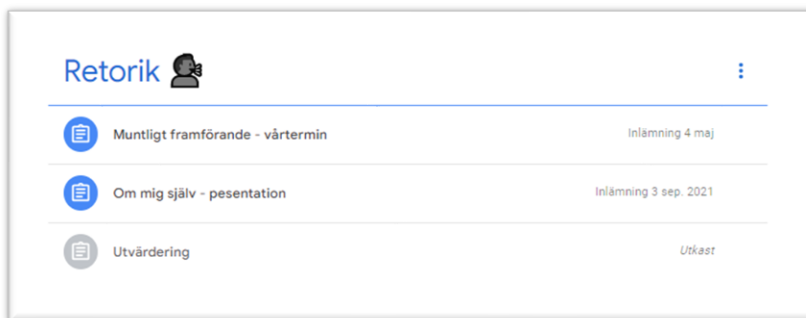 Retorik 🗣
Muntligt framförande - vårtermin
Inlämning 4 maj
Om mig själv - pesentation
Inlämning 3 sep. 2021
Utvärdering
Utkast